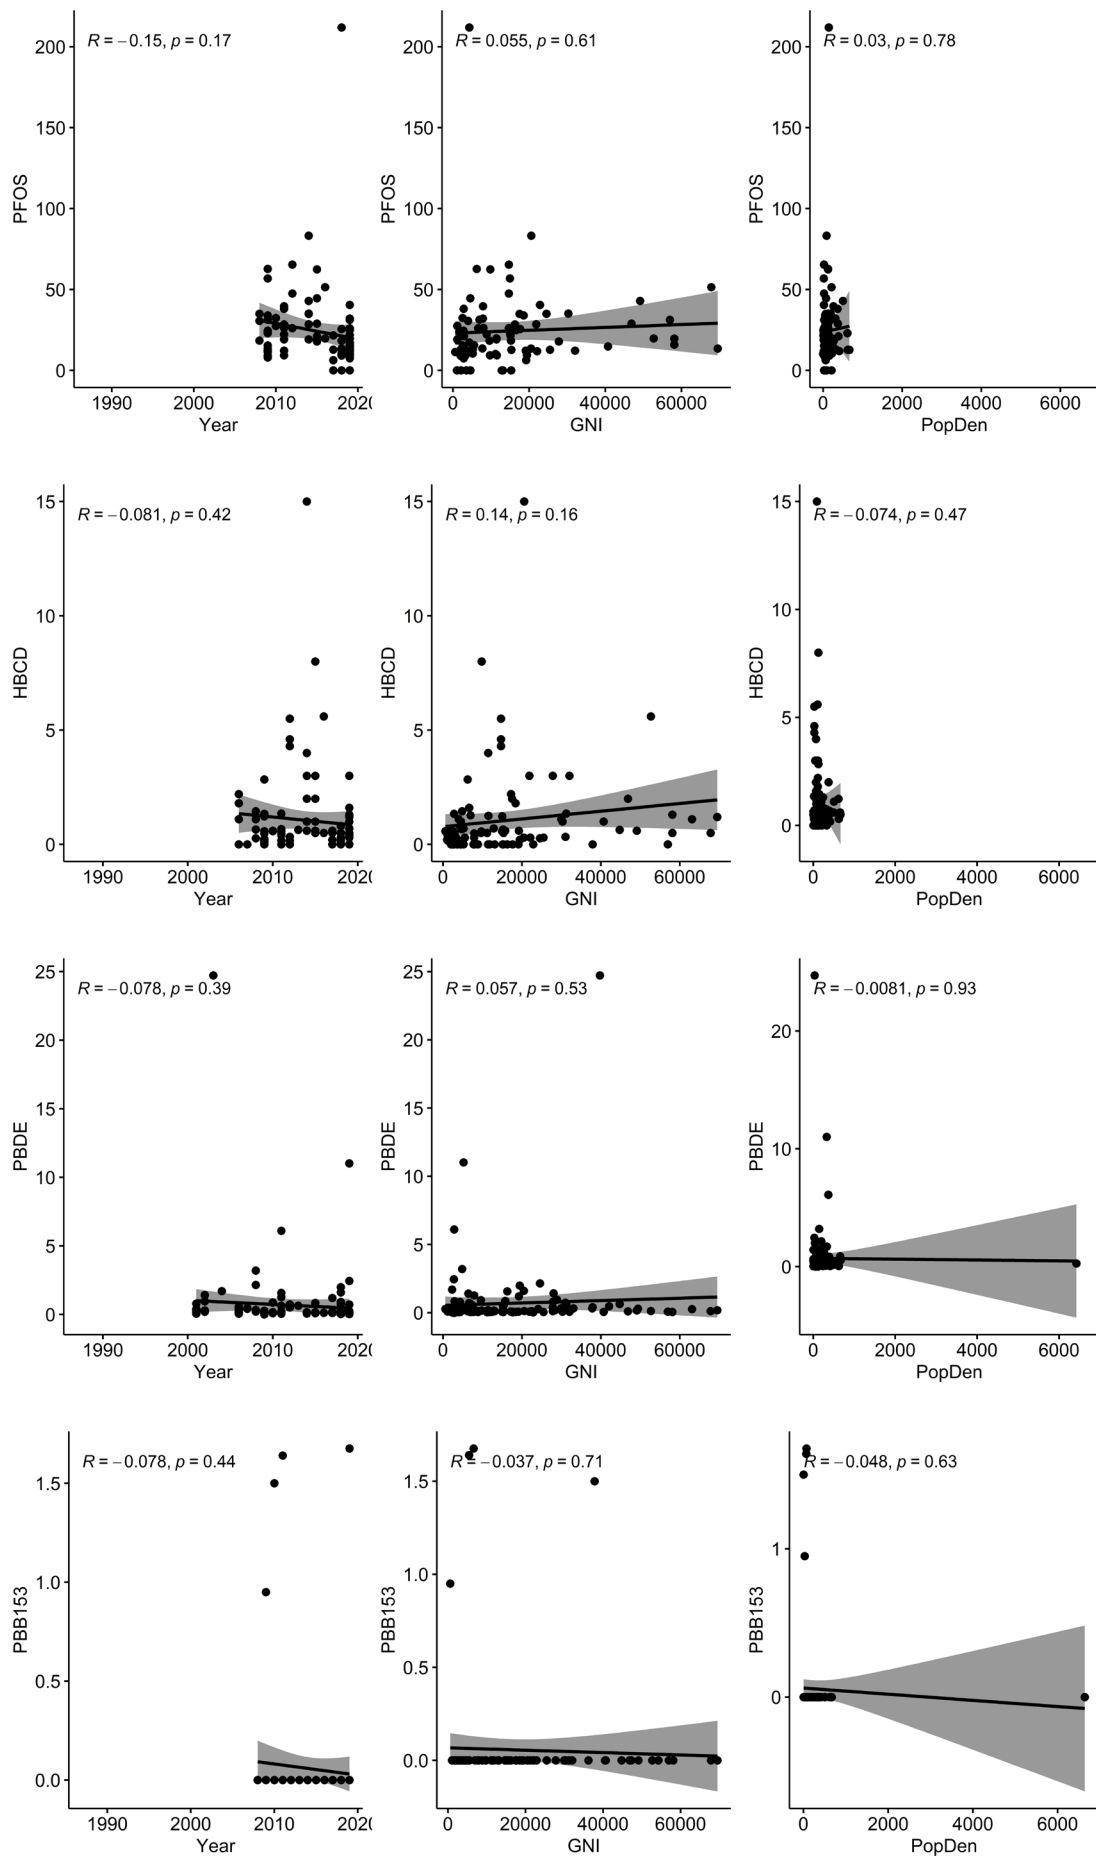 R = −0.15, p = 0.17
200
150
100
50
0
PFOS
1990 2000 2010 202
Year
R = 0.055, p = 0.61
200
150
100
50
0
PFOS
0 20000 40000 60000
GNI
R = 0.03, p = 0.78
200
150
100
50
0
PFOS
0 2000 4000 6000
PopDen
R = −0.081, p = 0.42
15
10
5
0
HBCD
1990 2000 2010 202
Year
R = 0.14, p = 0.16
15
10
5
0
HBCD
0 20000 40000 60000
GNI
R = −0.074, p = 0.47
15
10
5
0
HBCD
0 2000 4000 6000
PopDen
R = −0.078, p = 0.39
25
20
15
10
5
0
PBDE
1990 2000 2010 202
Year
R = 0.057, p = 0.53
25
20
15
10
5
0
PBDE
0 20000 40000 60000
GNI
R = −0.0081, p = 0.93
20
10
0
PBDE
0 2000 4000 6000
PopDen
R = −0.078, p = 0.44
1.5
1.0
0.5
0.0
PBB153
1990 2000 2010 202
Year
R = −0.037, p = 0.71
1.5
1.0
0.5
0.0
PBB153
0 20000 40000 60000
GNI
R = −0.048, p = 0.63
1
0
PBB153
0 2000 4000 6000
PopDen